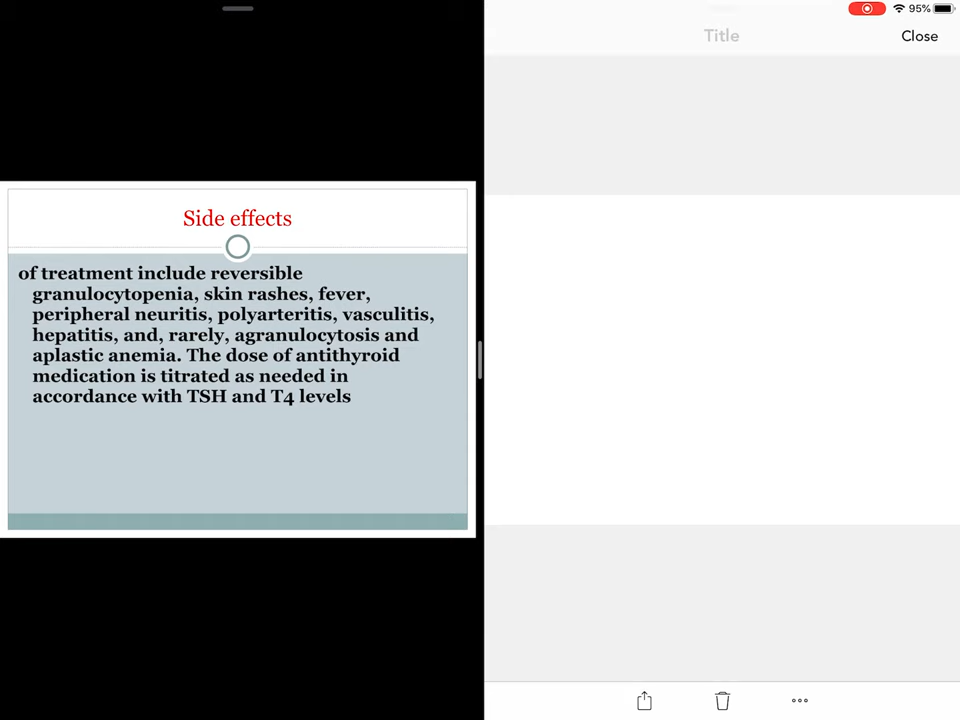 95%
Title
Close
Side effects
of treatment include reversible
granulocytopenia, skin rashes, fever,
peripheral neuritis, polyarteritis, vasculitis,
hepatitis, and, rarely, agranulocytosis and
aplastic anemia. The dose of antithyroid
medication is titrated as needed in
accordance with TSH and T4 levels